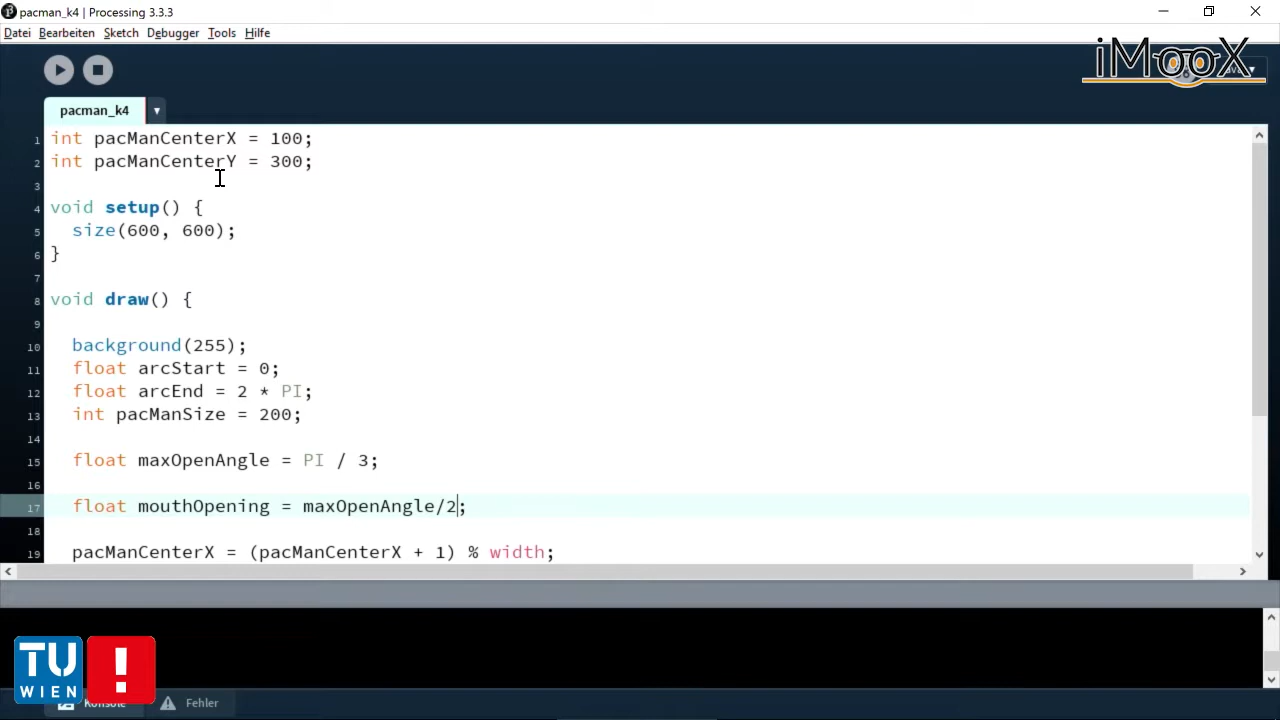 pacman_k4 | Processing 3.3.3
Datei Bearbeiten Sketch Debugger Tools Hilfe
iMooX
pacman_k4
1 int pacManCenterX = 100;
2 int pacManCenterY = 300;
3
4 void setup() {
5 size(600, 600);
6 }
7
8 void draw() {
9
10 background(255);
11 float arcStart = 0;
12 float arcEnd = 2 * PI;
13 int pacManSize = 200;
14
15 float maxOpenAngle = PI / 3;
16
17 float mouthOpening = maxOpenAngle/2;
18
19 pacManCenterX = (pacManCenterX + 1) % width;
TU
WIEN
!
Konsole Fehler